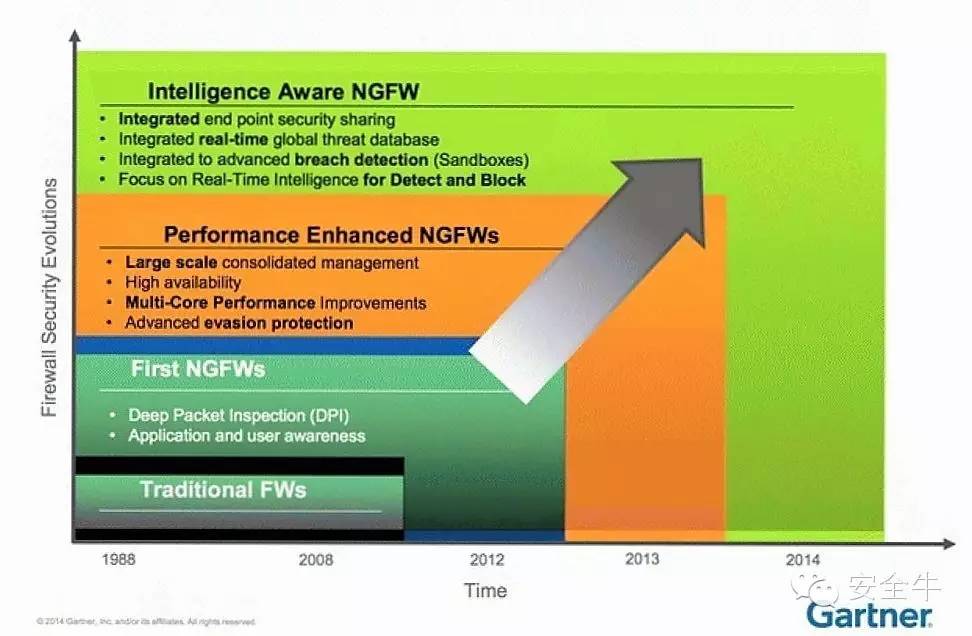 Intelligence Aware NGFW
• Integrated end point security sharing
• Integrated real-time global threat database
• Integrated to advanced breach detection (Sandboxes)
• Focus on Real-Time Intelligence for Detect and Block
Performance Enhanced NGFWs
• Large scale consolidated management
• High availability
• Multi-Core Performance Improvements
• Advanced evasion protection
First NGFWs
• Deep Packet Inspection (DPI)
• Application and user awareness
Traditional FWs
Firewall Security Evolutions
1988 2008 2012 2013 2014
Time
安全牛
Gartner.
© 2014 Gartner, Inc. and/or its affiliates. All rights reserved.